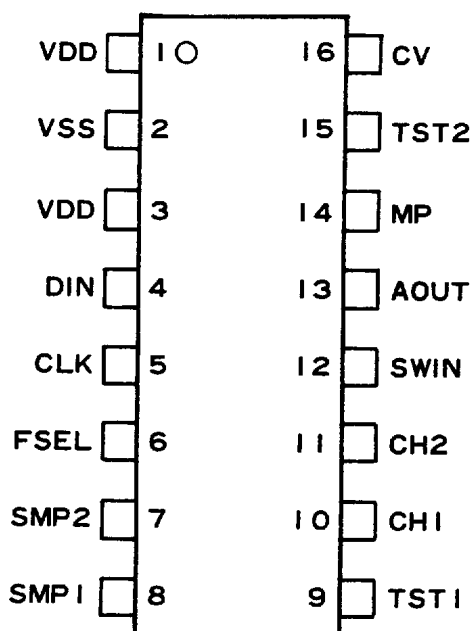 VDD 1 16 CV
VSS 2 15 TST2
VDD 3 14 MP
DIN 4 13 AOUT
CLK 5 12 SWIN
FSEL 6 11 CH2
SMP2 7 10 CH1
SMP1 8 9 TST1